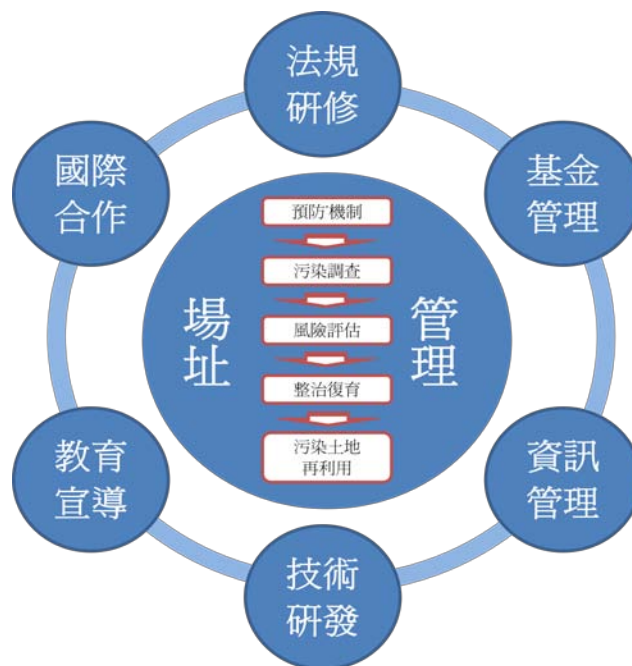 法規
研修
國際
合作
基金
管理
場址
管理
預防機制
污染調查
風險評估
整治復育
污染土地
再利用
教育
宣導
資訊
管理
技術
研發